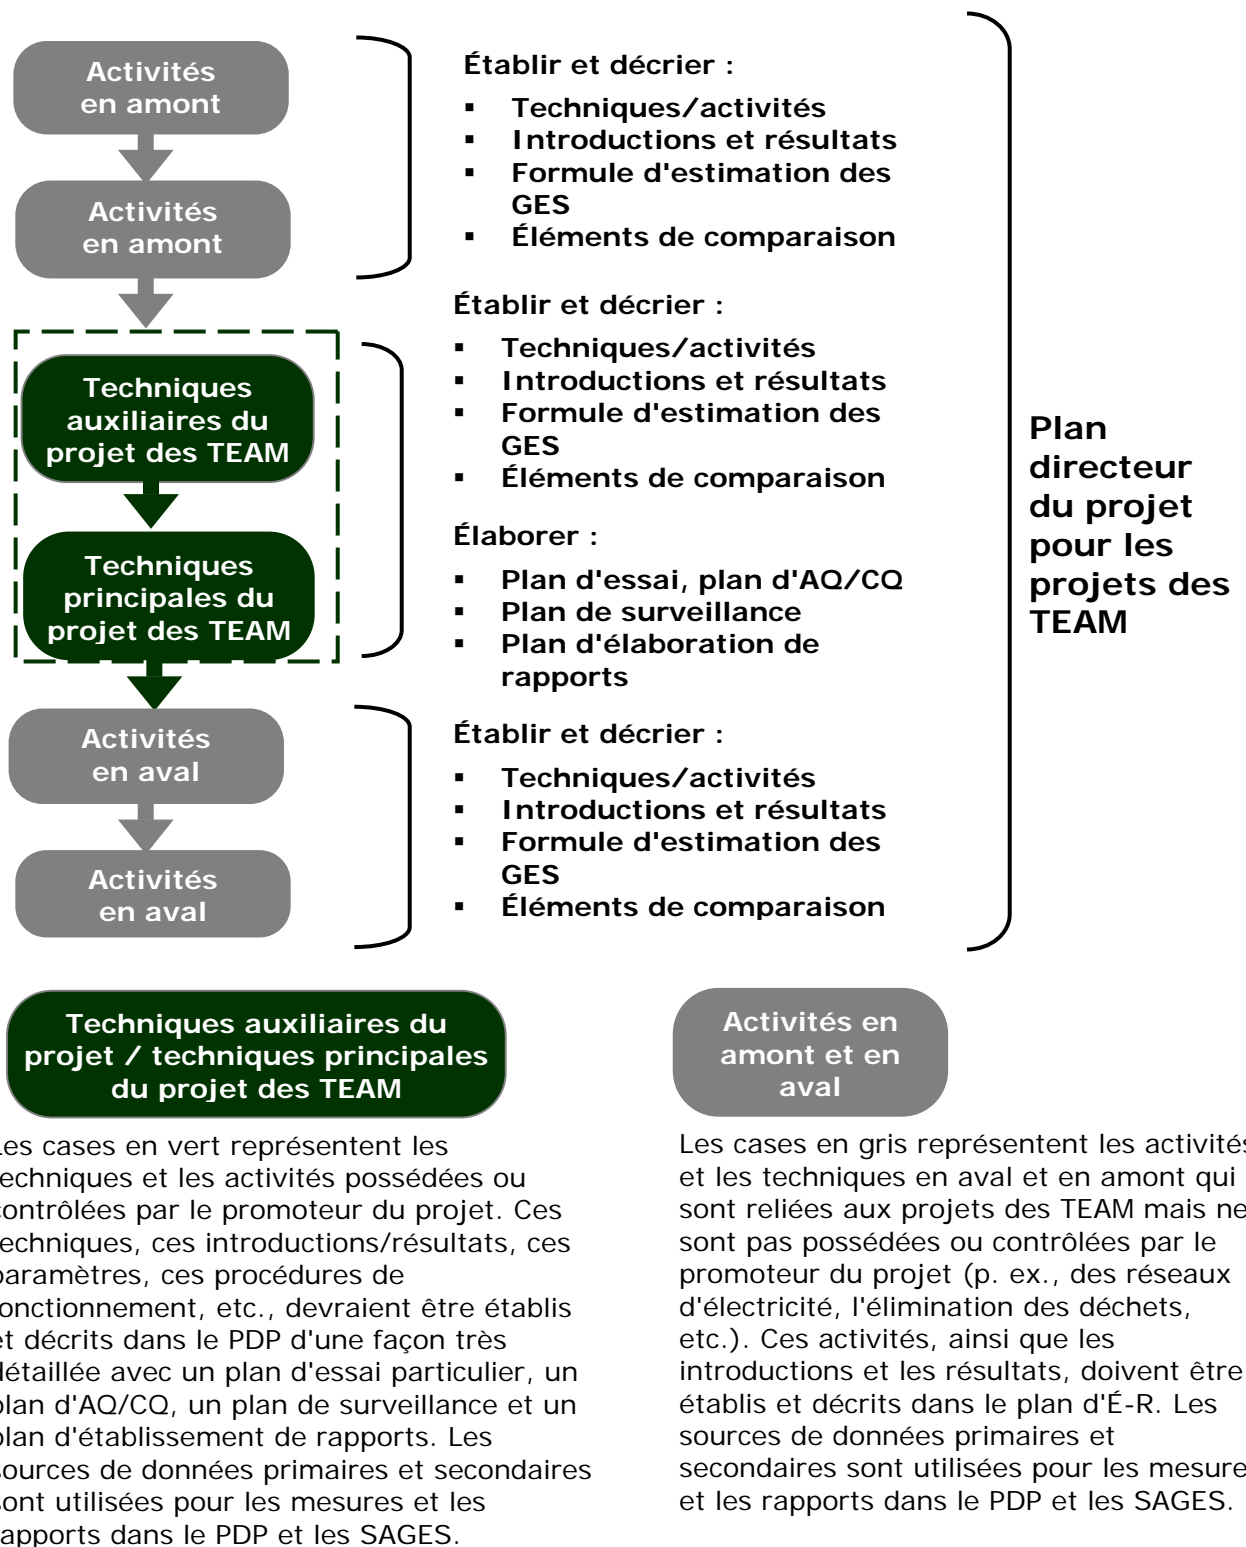 Activités
en amont
Activités
en amont
Techniques
auxiliaires du
projet des TEAM
Techniques
principales du
projet des TEAM
Activités
en aval
Activités
en aval
Établir et décrier :
▪ Techniques/activités
▪ Introductions et résultats
▪ Formule d'estimation des
GES
▪ Éléments de comparaison
Établir et décrier :
▪ Techniques/activités
▪ Introductions et résultats
▪ Formule d'estimation des
GES
▪ Éléments de comparaison
Élaborer :
▪ Plan d'essai, plan d'AQ/CQ
▪ Plan de surveillance
▪ Plan d'élaboration de
rapports
Établir et décrier :
▪ Techniques/activités
▪ Introductions et résultats
▪ Formule d'estimation des
GES
▪ Éléments de comparaison
Plan
directeur
du projet
pour les
projets des
TEAM
Techniques auxiliaires du
projet / techniques principales
du projet des TEAM
Les cases en vert représentent les
techniques et les activités possédées ou
contrôlées par le promoteur du projet. Ces
techniques, ces introductions/résultats, ces
paramètres, ces procédures de
fonctionnement, etc., devraient être établis
et décrits dans le PDP d'une façon très
détaillée avec un plan d'essai particulier, un
plan d'AQ/CQ, un plan de surveillance et un
plan d'établissement de rapports. Les
sources de données primaires et secondaires
sont utilisées pour les mesures et les
rapports dans le PDP et les SAGES.
Activités en
amont et en
aval
Les cases en gris représentent les activités
et les techniques en aval et en amont qui
sont reliées aux projets des TEAM mais ne
sont pas possédées ou contrôlées par le
promoteur du projet (p. ex., des réseaux
d'électricité, l'élimination des déchets,
etc.). Ces activités, ainsi que les
introductions et les résultats, doivent être
établis et décrits dans le plan d'É-R. Les
sources de données primaires et
secondaires sont utilisées pour les mesure
et les rapports dans le PDP et les SAGES.